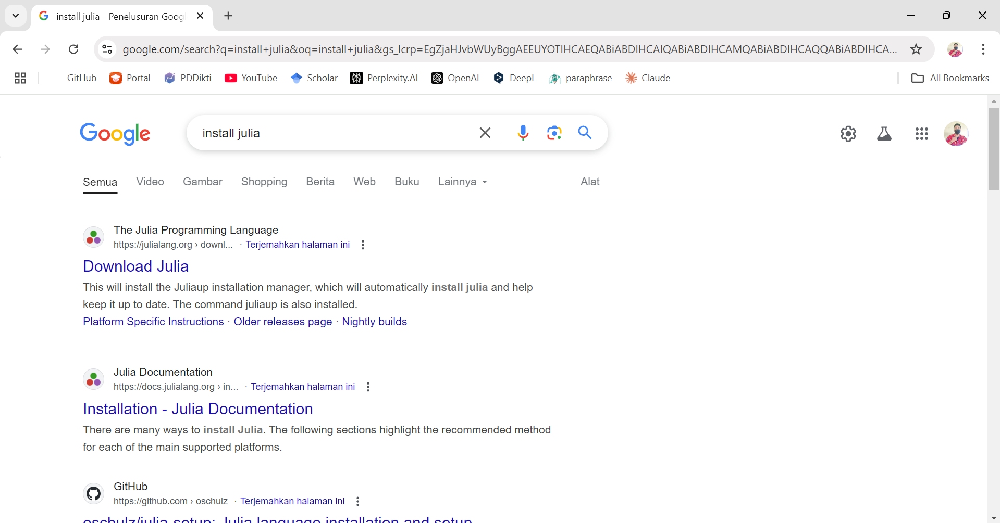 install julia - Penelusuran Googl
google.com/search?q=install+julia&oq=install+julia&gs_lcrp=EgZjaHJvbWUyBggAEEUYOTIHCAEQABiABDIHCAIQABiABDIHCAMQABiABDIHCAQQABiABDIHCA...
GitHub Portal PDDikti YouTube Scholar Perplexity.AI OpenAI DeepL paraphrase Claude All Bookmarks
Google install julia
Semua Video Gambar Shopping Berita Web Buku Lainnya Alat
The Julia Programming Language
https://julialang.org › downl... · Terjemahkan halaman ini
Download Julia
This will install the Juliaup installation manager, which will automatically install julia and help
keep it up to date. The command juliaup is also installed.
Platform Specific Instructions · Older releases page · Nightly builds
Julia Documentation
https://docs.julialang.org › in... · Terjemahkan halaman ini
Installation - Julia Documentation
There are many ways to install Julia. The following sections highlight the recommended method
for each of the main supported platforms.
GitHub
https://github.com › oschulz · Terjemahkan halaman ini
oschulz/julia-setup: Julia language installation and setup